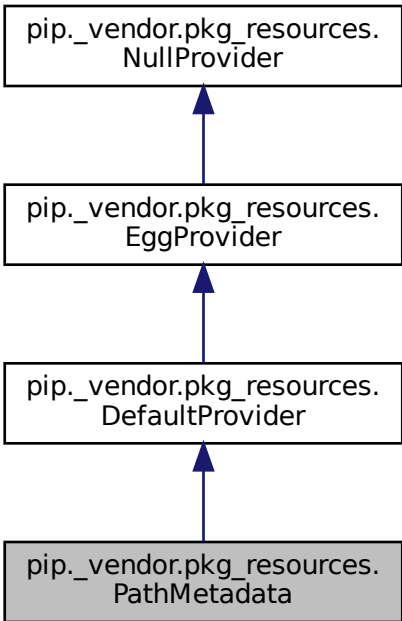 pip._vendor.pkg_resources.
NullProvider
pip._vendor.pkg_resources.
EggProvider
pip._vendor.pkg_resources.
DefaultProvider
pip._vendor.pkg_resources.
PathMetadata